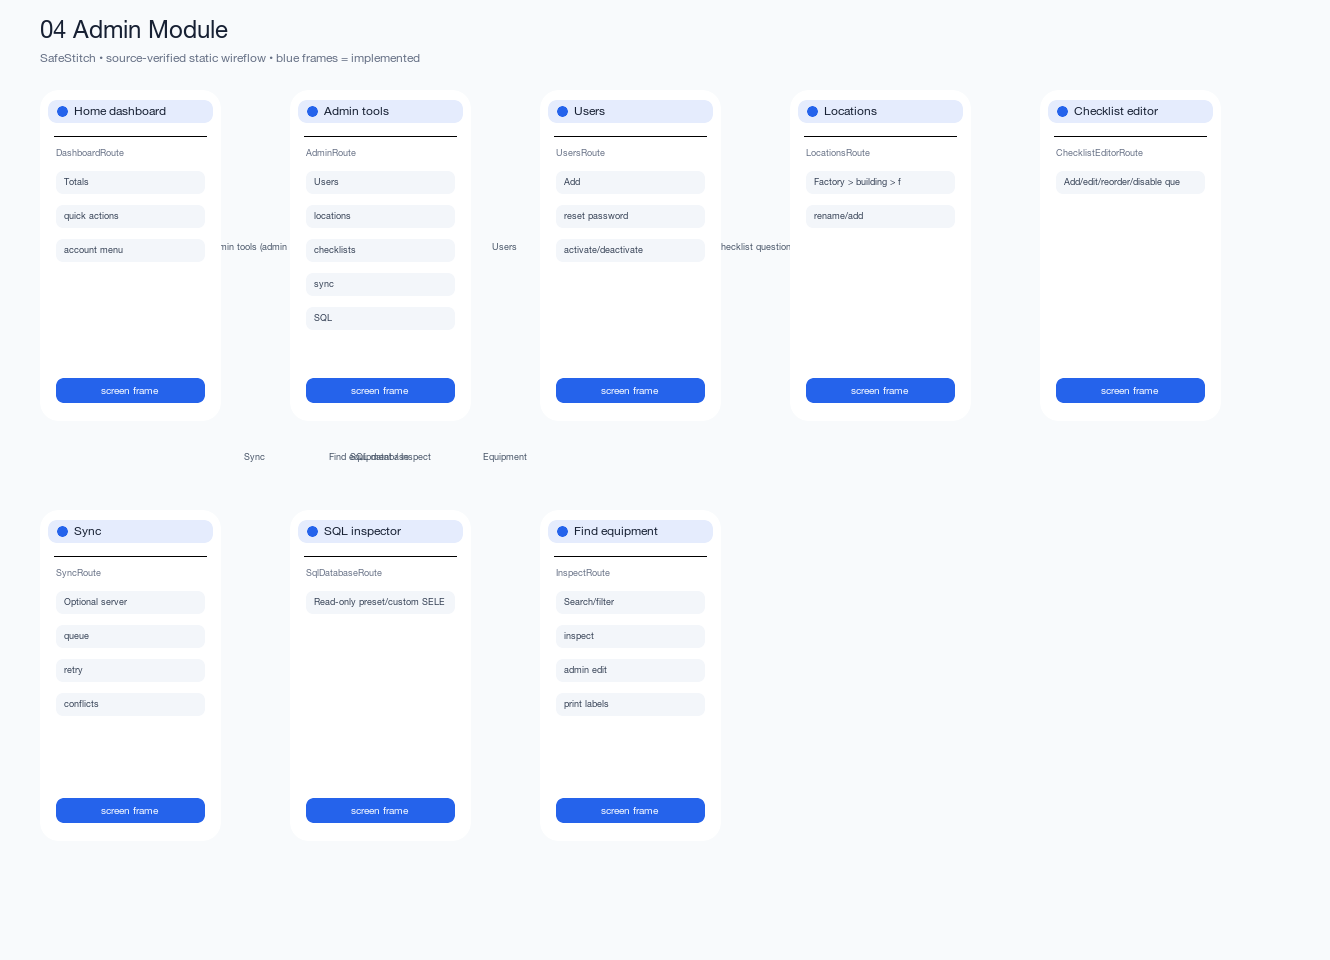 04 Admin Module
SafeStitch • source-verified static wireflow • blue frames = implemented
Home dashboard
DashboardRoute
Totals
quick actions
account menu
screen frame
tools (admin
Admin tools
AdminRoute
Users
locations
checklists
sync
SQL
screen frame
Users
Users
UsersRoute
Add
reset password
activate/deactivate
screen frame
hecklist question
Locations
LocationsRoute
Factory > building > f
rename/add
screen frame
Checklist editor
ChecklistEditorRoute
Add/edit/reorder/disable que
screen frame
Sync
Find equipment / inspect
SQL database
Equipment
Sync
SyncRoute
Optional server
queue
retry
conflicts
screen frame
SQL inspector
SqlDatabaseRoute
Read-only preset/custom SELE
screen frame
Find equipment
InspectRoute
Search/filter
inspect
admin edit
print labels
screen frame